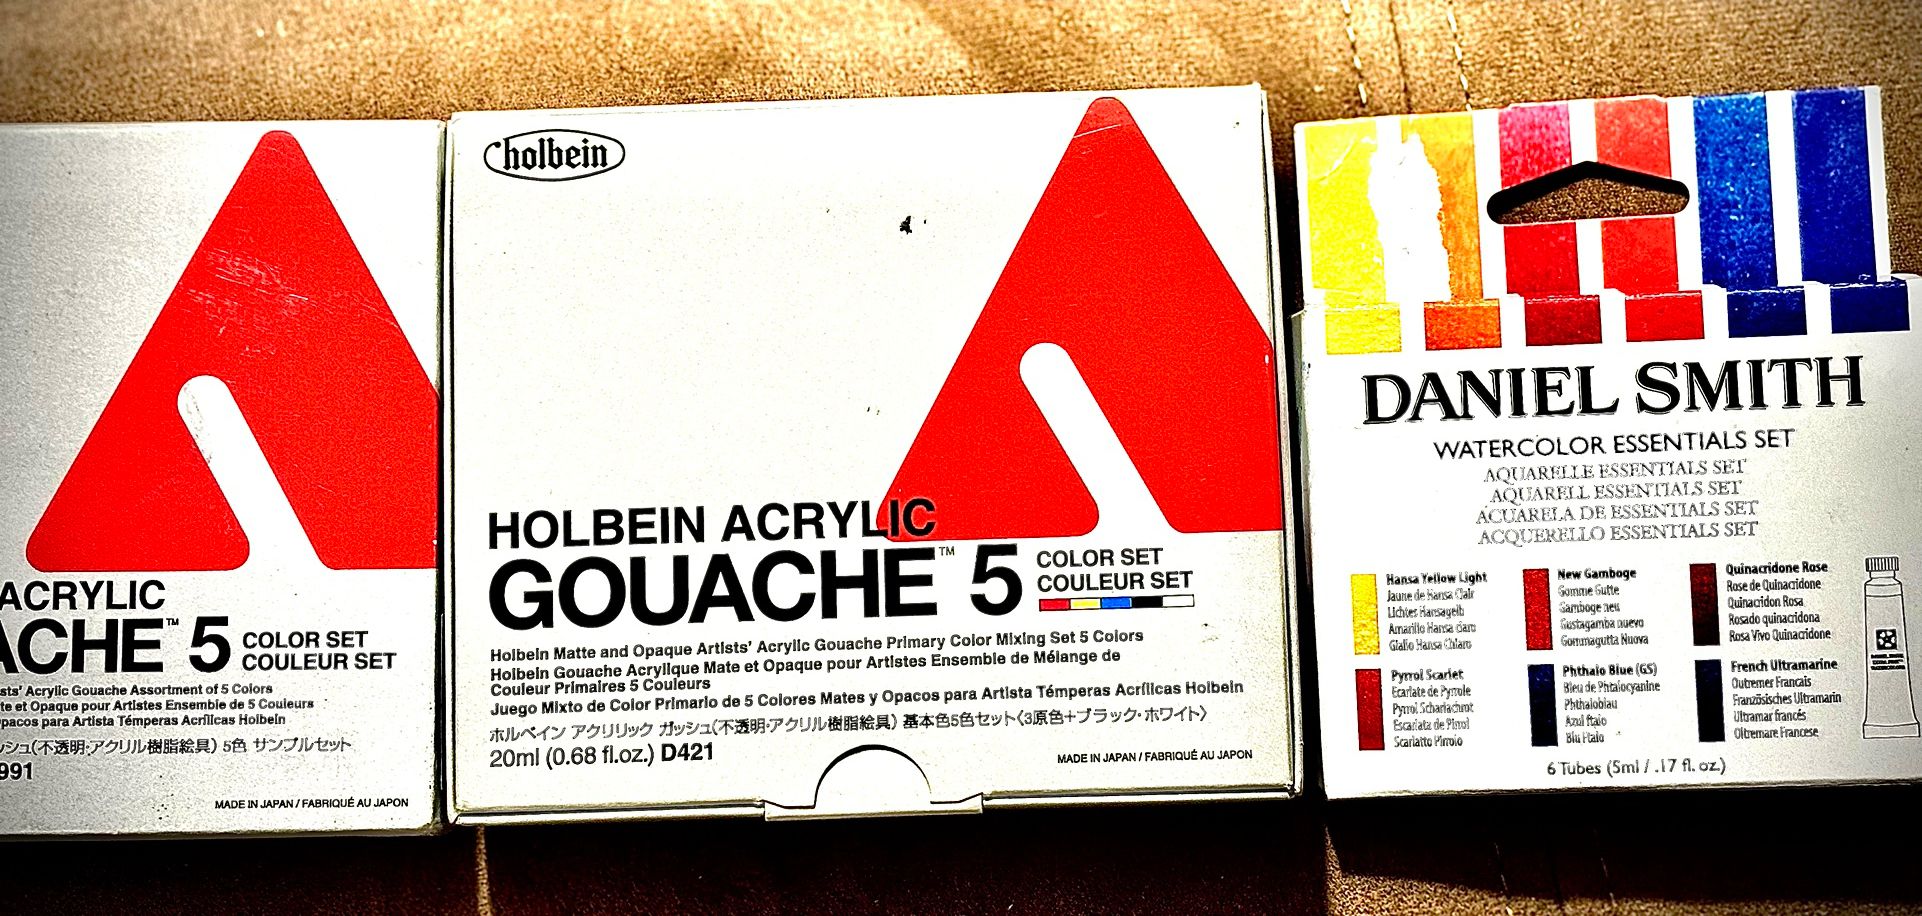 ACRYLIC
ACHE™ 5 COLOR SET
COULEUR SET
sts' Acrylic Gouache Assortment of 5 Colors
te et Opaque pour Artistes Ensemble de 5 Couleurs
pacos para Artista Témperas Acrílicas Holbein
ッシュ(不透明・アクリル樹脂絵具) 5色 サンプルセット
991
MADE IN JAPAN / FABRIQUÉ AU JAPON
holbein
HOLBEIN ACRYLIC
GOUACHE™ 5 COLOR SET
COULEUR SET
Holbein Matte and Opaque Artists' Acrylic Gouache Primary Color Mixing Set 5 Colors
Holbein Gouache Acrylique Mate et Opaque pour Artistes Ensemble de Mélange de
Couleur Primaires 5 Couleurs
Juego Mixto de Color Primario de 5 Colores Mates y Opacos para Artista Témperas Acrílicas Holbein
ホルベイン アクリリック ガッシュ(不透明・アクリル樹脂絵具) 基本色5色セット〈3原色+ブラック・ホワイト〉
20ml (0.68 fl.oz.) D421
MADE IN JAPAN / FABRIQUÉ AU JAPON
DANIEL SMITH
WATERCOLOR ESSENTIALS SET
AQUARELLE ESSENTIALS SET
AQUARELL ESSENTIALS SET
ACUARELA DE ESSENTIALS SET
ACQUERELLO ESSENTIALS SET
Hansa Yellow Light
Jaune de Hansa Clair
Lichtes Hansagelb
Amarillo Hansa claro
Giallo Hansa Chiaro
New Gamboge
Gomme Gutte
Gamboge neu
Gustagamba nuevo
Gommagutta Nuova
Quinacridone Rose
Rose de Quinacridone
Quinacridon Rosa
Rosado quinacridona
Rosa Vivo Quinacridone
Pyrrol Scarlet
Ecarlate de Pyrrole
Pyrrol Scharlachrot
Escarlata de Pirrol
Scarlatto Pirrolo
Phthalo Blue (GS)
Bleu de Phtalocyanine
Phthaloblau
Azul ftalo
Blu Ftalo
French Ultramarine
Outremer Francais
Französisches Ultramarin
Ultramar francés
Oltremare Francese
6 Tubes (5ml / .17 fl. oz.)